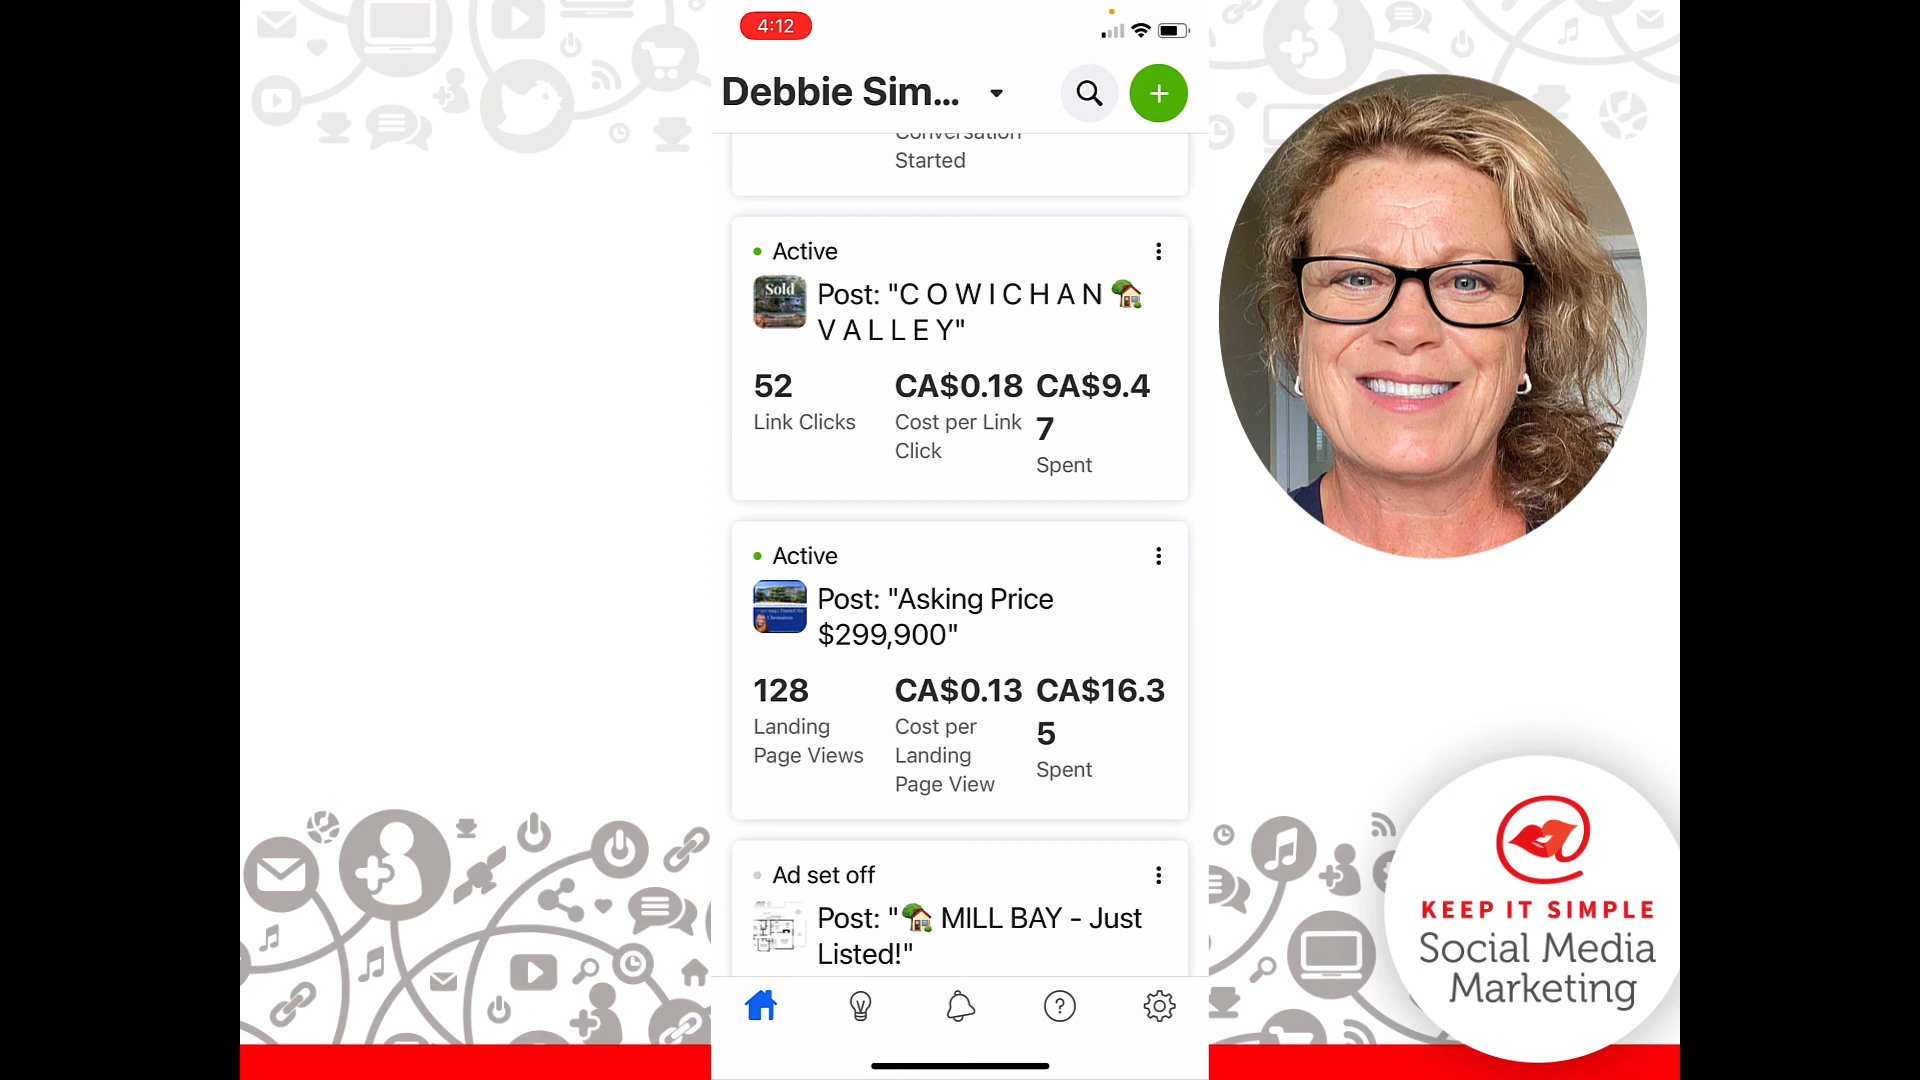 4:12
Debbie Sim...
Conversation
Started
Active
Sold
Post: "C O W I C H A N 🏡
V A L L E Y"
52
CA$0.18
CA$9.4
7
Link Clicks
Cost per Link
Click
Spent
Active
Post: "Asking Price
$299,900"
128
CA$0.13
CA$16.3
5
Landing
Page Views
Cost per
Landing
Page View
Spent
Ad set off
Post: "🏡 MILL BAY - Just
Listed!"
KEEP IT SIMPLE
Social Media
Marketing